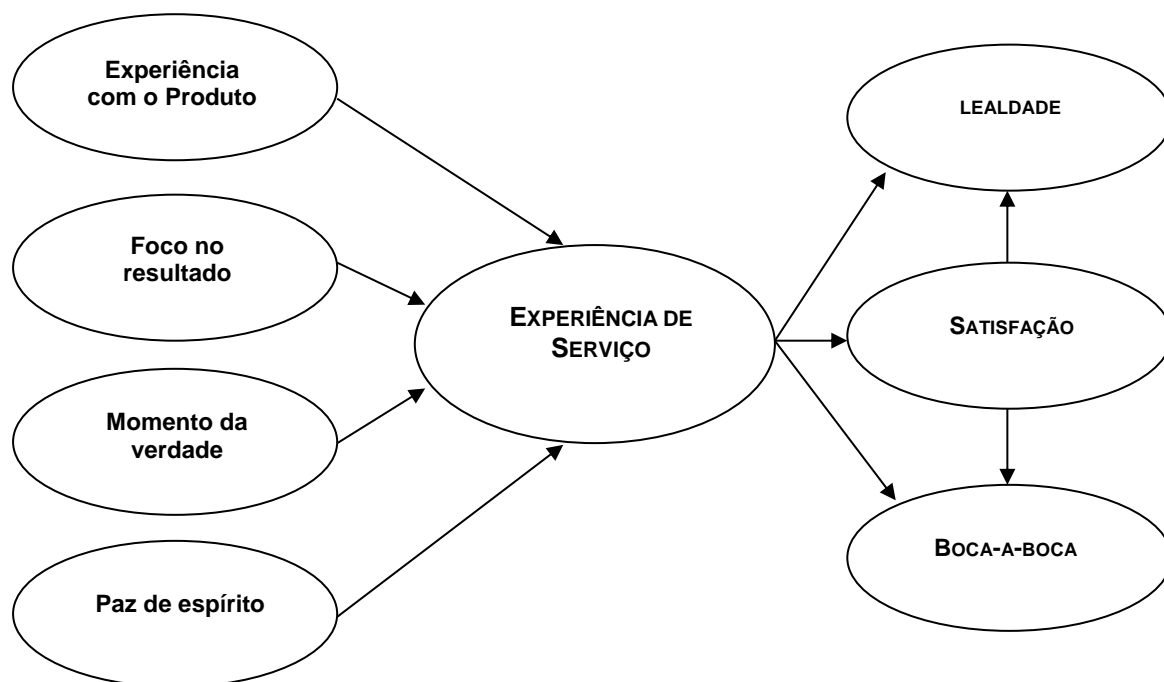 Experiência
com o Produto
Foco no
resultado
Momento da
verdade
Paz de espírito
EXPERIÊNCIA DE
SERVIÇO
LEALDADE
SATISFAÇÃO
BOCA-A-BOCA